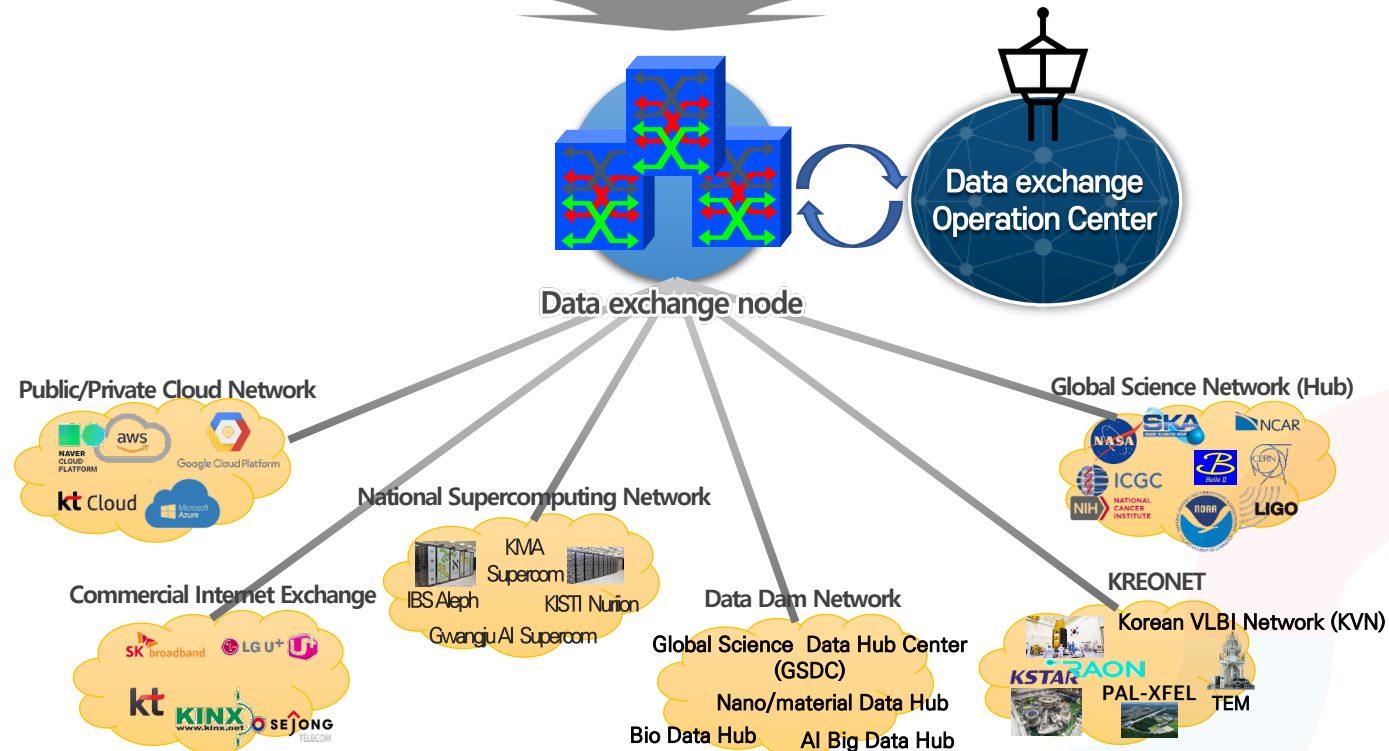 Data exchange
Operation Center
Data exchange node
Public/Private Cloud Network
NAVER
CLOUD
PLATFORM
aws
Google Cloud Platform
kt Cloud
Microsoft
Azure
Global Science Network (Hub)
NASA
SKA
NCAR
ICGC
B
Belle II
CERN
NIH
NATIONAL
CANCER
INSTITUTE
NOAA
LIGO
National Supercomputing Network
KMA
Supercom
IBS Aleph
KISTI Nurion
Gwangju AI Supercom
Commercial Internet Exchange
SK broadband
LG U+
U+
kt
KINX
www.kinx.net
SEJONG
TELECOM
Data Dam Network
Global Science Data Hub Center
(GSDC)
Nano/material Data Hub
Bio Data Hub
AI Big Data Hub
KREONET
Korean VLBI Network (KVN)
KSTAR
RAON
PAL-XFEL
TEM